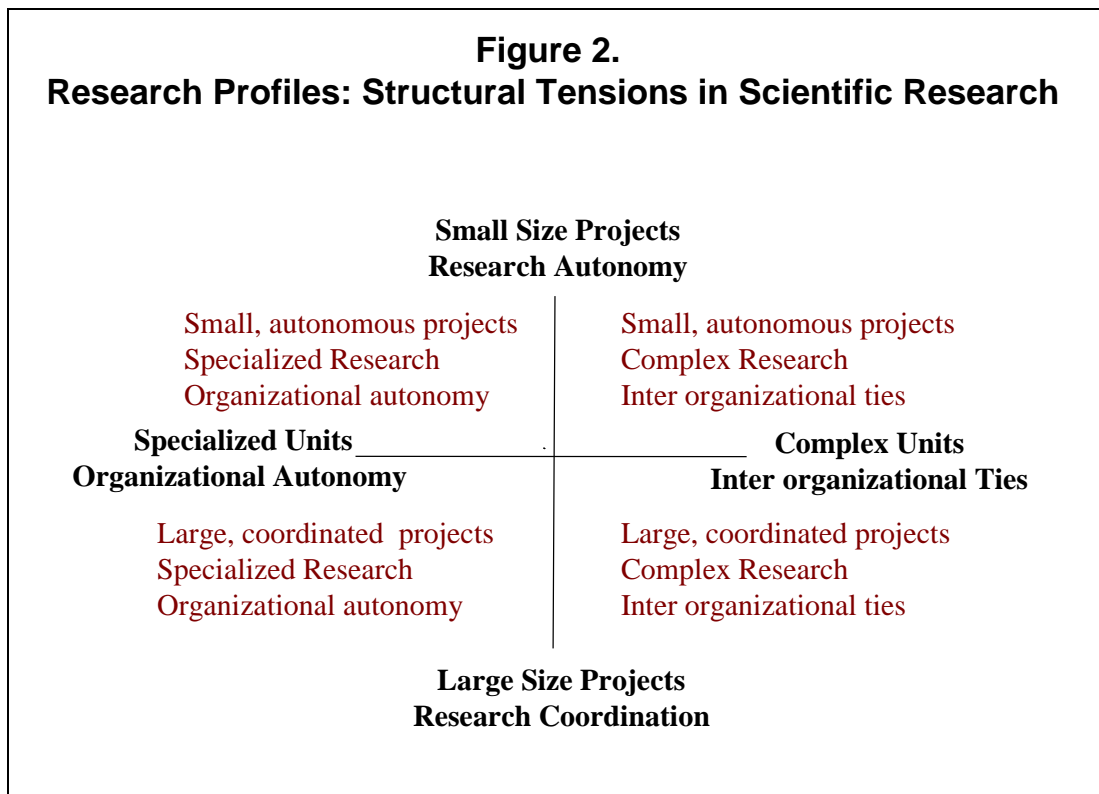 Figure 2.
Research Profiles: Structural Tensions in Scientific Research
Small Size Projects
Research Autonomy
Small, autonomous projects
Specialized Research
Organizational autonomy
Small, autonomous projects
Complex Research
Inter organizational ties
Specialized Units
Organizational Autonomy
Complex Units
Inter organizational Ties
Large, coordinated projects
Specialized Research
Organizational autonomy
Large, coordinated projects
Complex Research
Inter organizational ties
Large Size Projects
Research Coordination